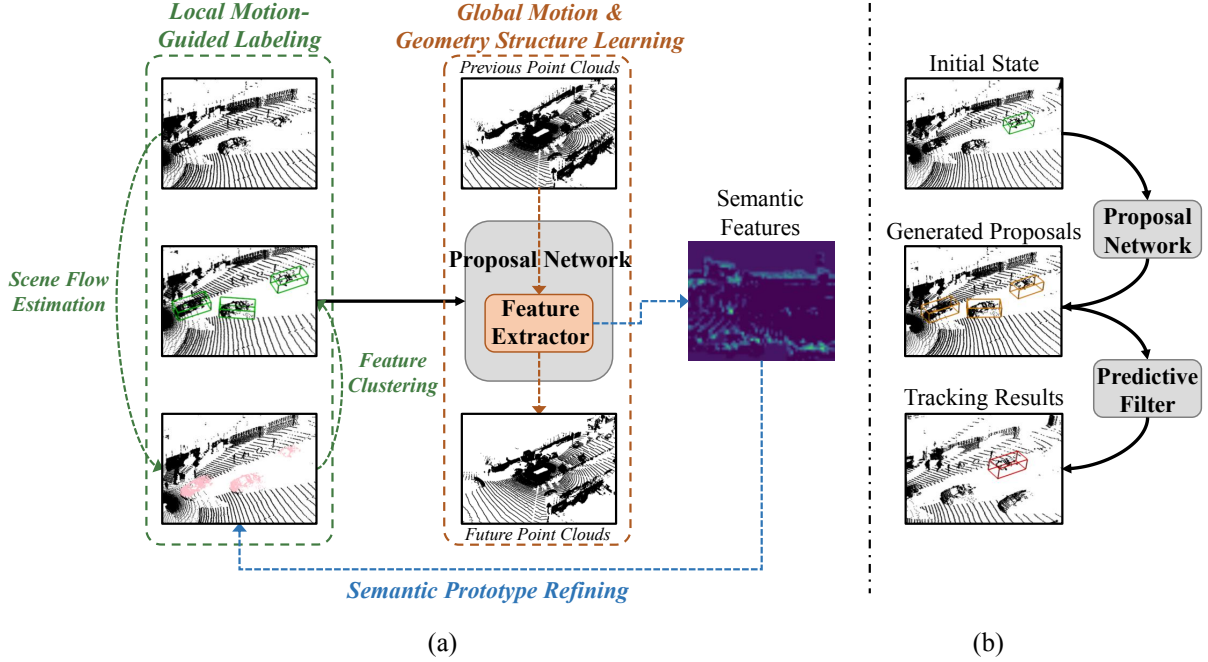 Local Motion-
Guided Labeling
Global Motion &
Geometry Structure Learning
Previous Point Clouds
Scene Flow
Estimation
Feature
Clustering
Proposal Network
Feature
Extractor
Semantic
Features
Future Point Clouds
Semantic Prototype Refining
(a)
Initial State
Proposal
Network
Generated Proposals
Predictive
Filter
Tracking Results
(b)